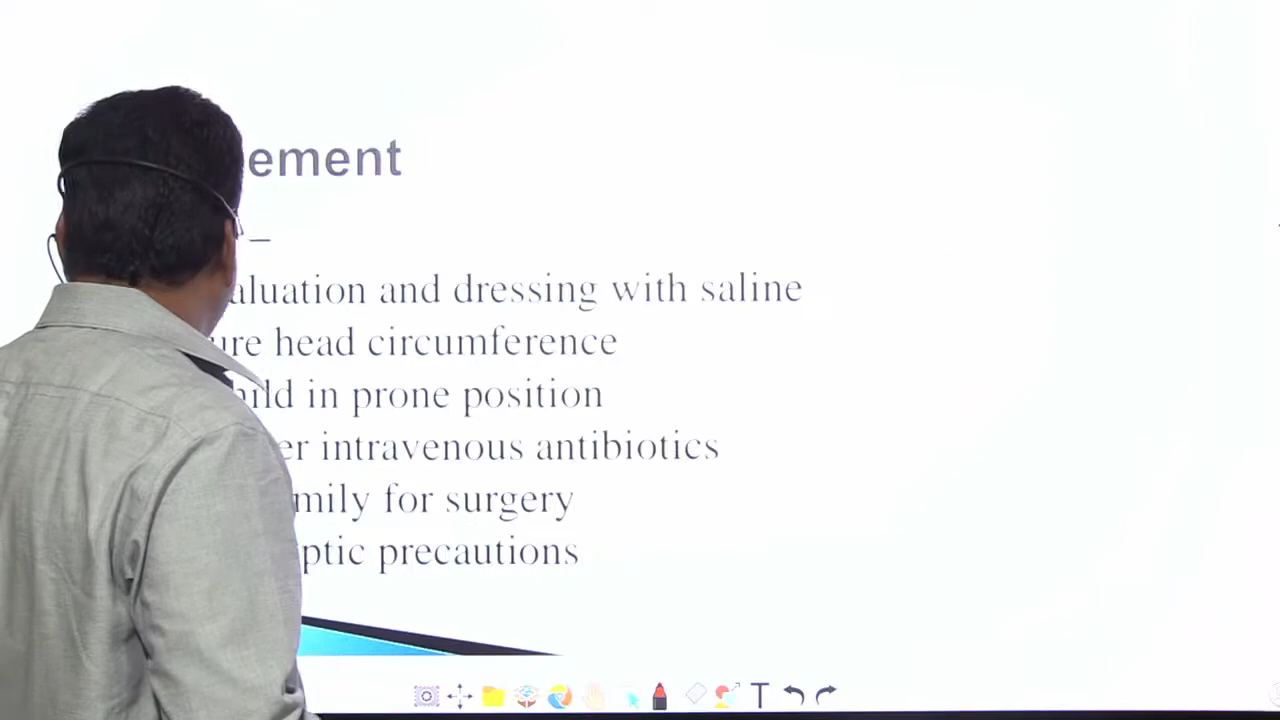 ement
–
aluation and dressing with saline
ure head circumference
hild in prone position
er intravenous antibiotics
mily for surgery
ptic precautions
T